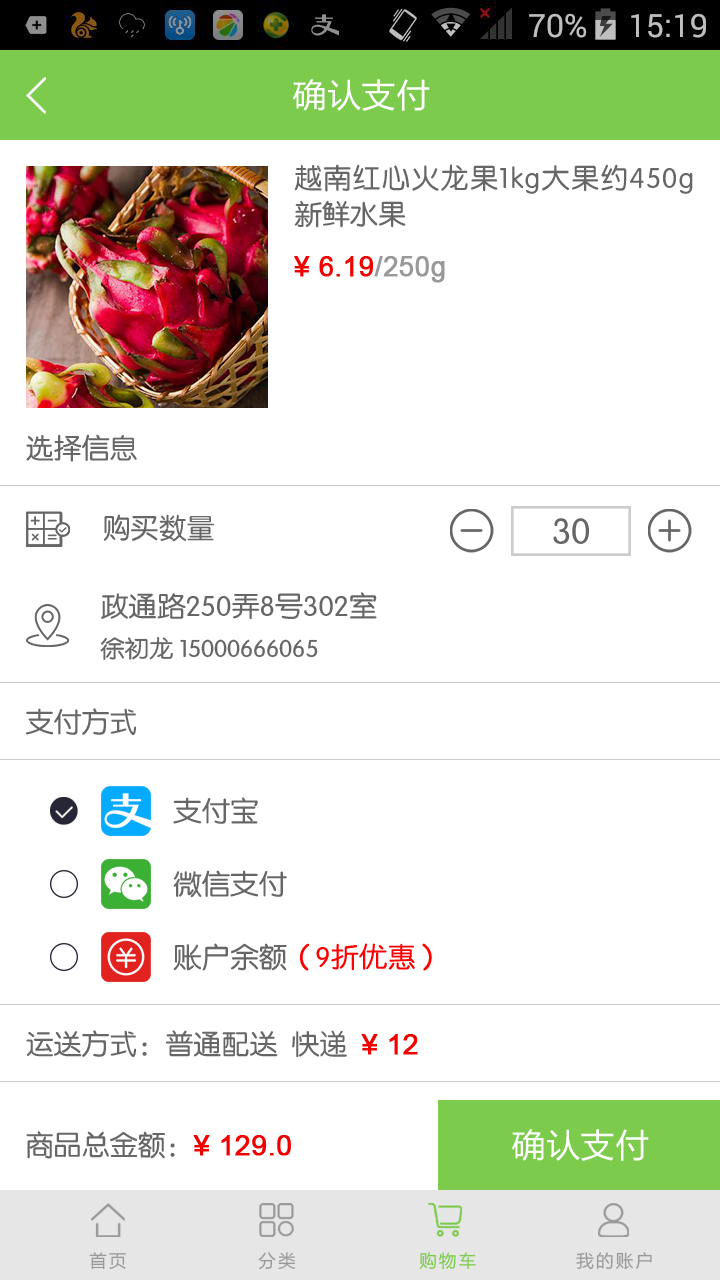 70% 15:19
确认支付
越南红心火龙果1kg大果约450g
新鲜水果
¥ 6.19/250g
选择信息
购买数量 30
政通路250弄8号302室
徐初龙 15000666065
支付方式
支 支付宝
微信支付
¥ 账户余额（9折优惠）
运送方式：普通配送 快递 ¥ 12
商品总金额：¥ 129.0 确认支付
首页 分类 购物车 我的账户